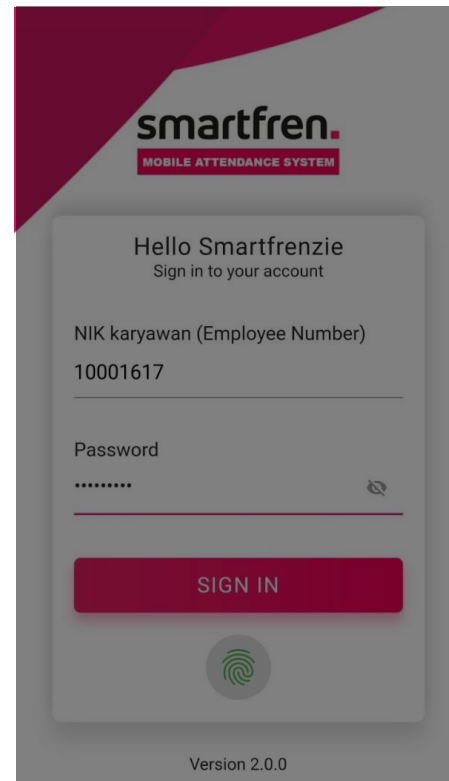 smartfren.
MOBILE ATTENDANCE SYSTEM
Hello Smartfrenzie
Sign in to your account
NIK karyawan (Employee Number)
10001617
Password
•••••••••
SIGN IN
Version 2.0.0